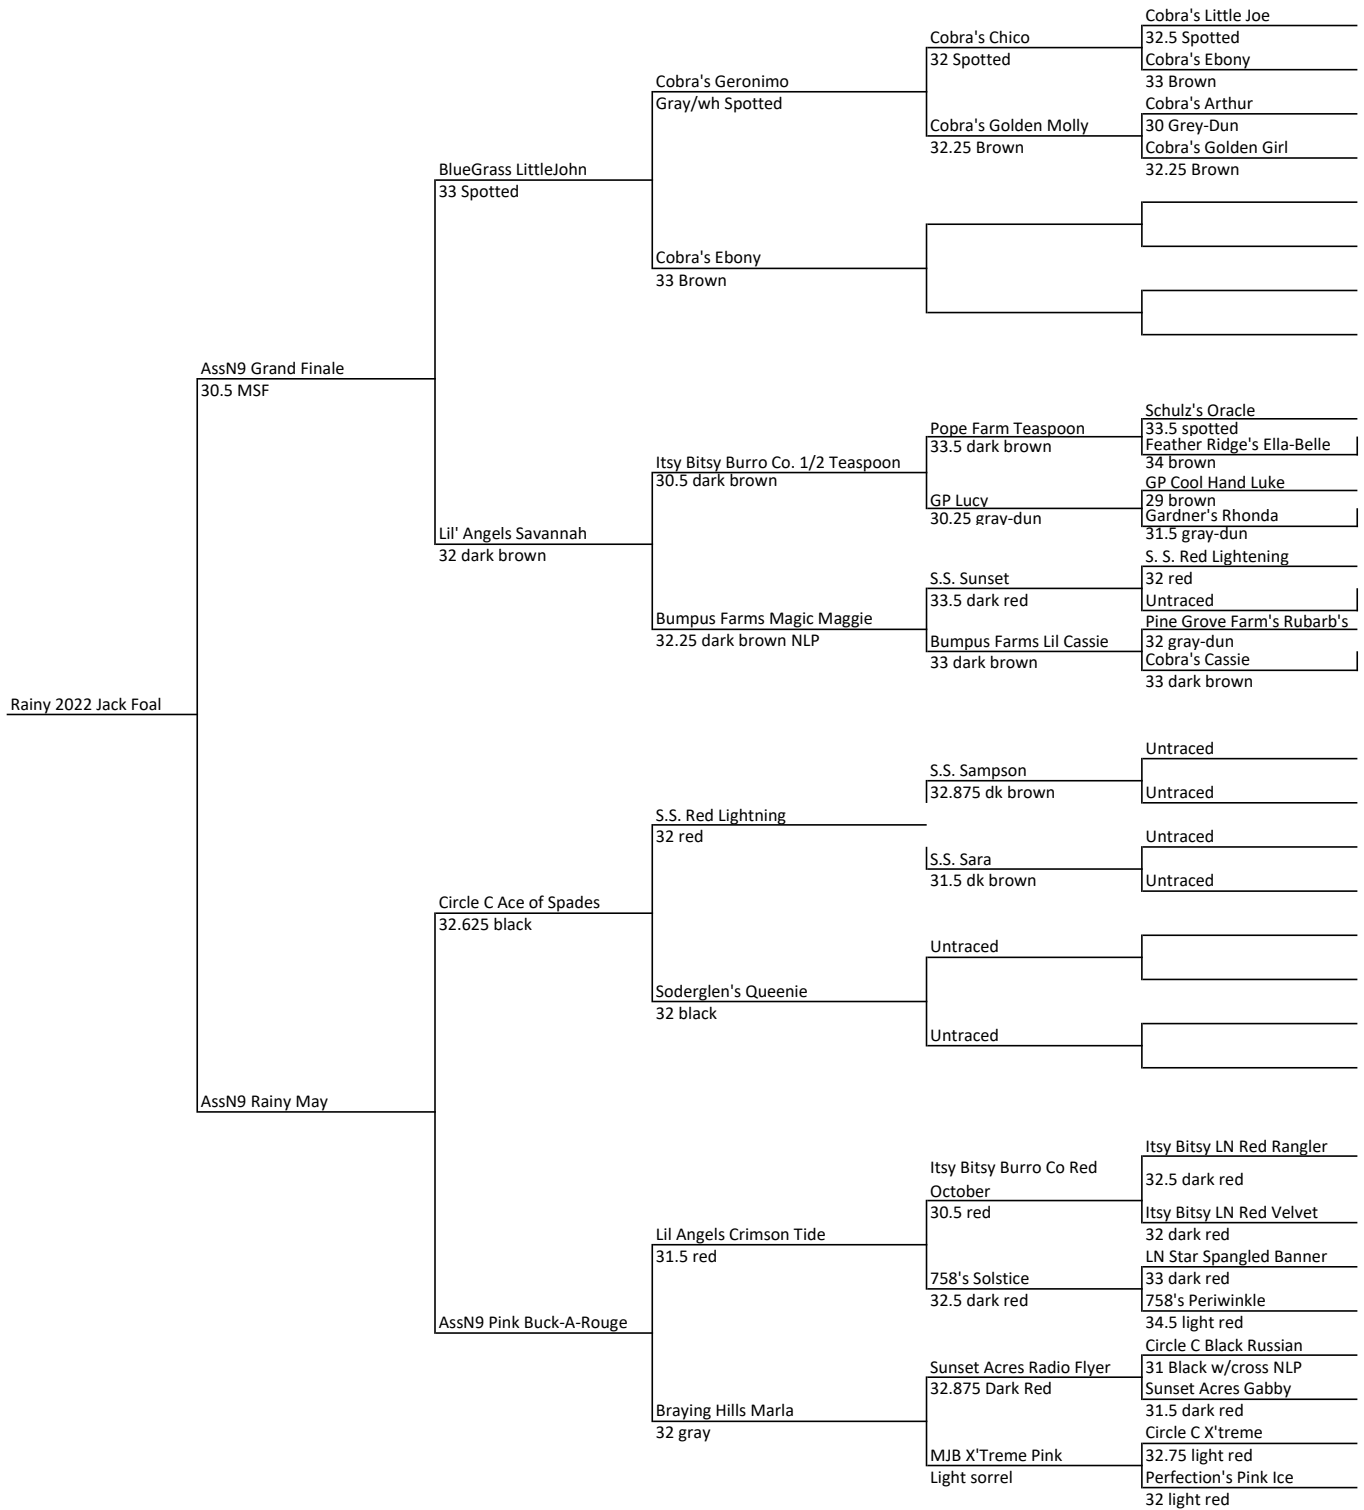 Cobra's Little Joe
Cobra's Chico
32.5 Spotted
32 Spotted
Cobra's Ebony
Cobra's Geronimo
33 Brown
Gray/wh Spotted
Cobra's Arthur
Cobra's Golden Molly
30 Grey-Dun
32.25 Brown
Cobra's Golden Girl
BlueGrass LittleJohn
32.25 Brown
33 Spotted
Cobra's Ebony
33 Brown
AssN9 Grand Finale
30.5 MSF
Schulz's Oracle
Pope Farm Teaspoon
33.5 spotted
33.5 dark brown
Feather Ridge's Ella-Belle
Itsy Bitsy Burro Co. 1/2 Teaspoon
34 brown
30.5 dark brown
GP Cool Hand Luke
GP Lucy
29 brown
30.25 gray-dun
Gardner's Rhonda
Lil' Angels Savannah
31.5 gray-dun
32 dark brown
S. S. Red Lightening
S.S. Sunset
32 red
33.5 dark red
Untraced
Bumpus Farms Magic Maggie
Pine Grove Farm's Rubarb's
32.25 dark brown NLP
Bumpus Farms Lil Cassie
32 gray-dun
33 dark brown
Cobra's Cassie
33 dark brown
Rainy 2022 Jack Foal
Untraced
S.S. Sampson
32.875 dk brown
Untraced
S.S. Red Lightning
32 red
Untraced
S.S. Sara
31.5 dk brown
Untraced
Circle C Ace of Spades
32.625 black
Untraced
Soderglen's Queenie
32 black
Untraced
AssN9 Rainy May
Itsy Bitsy LN Red Rangler
Itsy Bitsy Burro Co Red
October
32.5 dark red
30.5 red
Itsy Bitsy LN Red Velvet
Lil Angels Crimson Tide
32 dark red
31.5 red
LN Star Spangled Banner
758's Solstice
33 dark red
32.5 dark red
758's Periwinkle
AssN9 Pink Buck-A-Rouge
34.5 light red
Circle C Black Russian
Sunset Acres Radio Flyer
31 Black w/cross NLP
32.875 Dark Red
Sunset Acres Gabby
Braying Hills Marla
31.5 dark red
32 gray
Circle C X'treme
MJB X'Treme Pink
32.75 light red
Light sorrel
Perfection's Pink Ice
32 light red